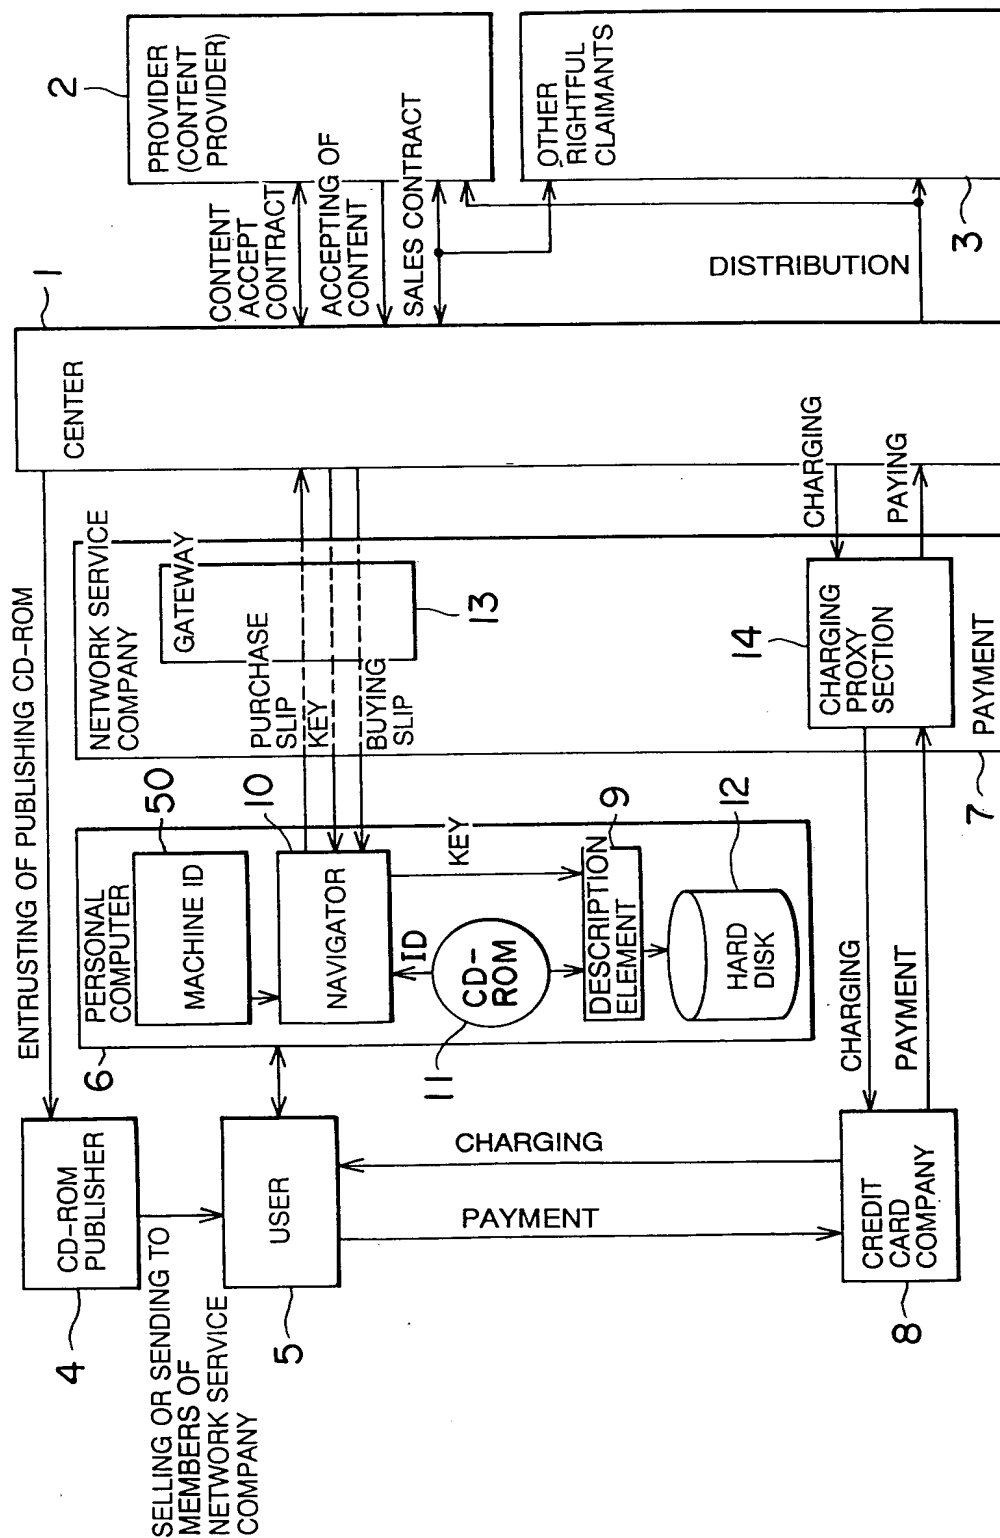 ENTRUSTING OF PUBLISHING CD-ROM
4
CD-ROM
PUBLISHER
SELLING OR SENDING TO
MEMBERS OF
NETWORK SERVICE
COMPANY
5
USER
CHARGING
PAYMENT
8
CREDIT
CARD
COMPANY
6
PERSONAL
COMPUTER
50
MACHINE ID
10
NAVIGATOR
ID
KEY
11
CD-
ROM
9
DESCRIPTION
ELEMENT
12
HARD
DISK
CHARGING
PAYMENT
NETWORK SERVICE
COMPANY
GATEWAY
13
PURCHASE
SLIP
KEY
BUYING
SLIP
14
CHARGING
PROXY
SECTION
PAYMENT
7
CHARGING
PAYING
1
CENTER
CONTENT
ACCEPT
CONTRACT
ACCEPTING OF
CONTENT
SALES CONTRACT
DISTRIBUTION
2
PROVIDER
(CONTENT
PROVIDER)
OTHER
RIGHTFUL
CLAIMANTS
3